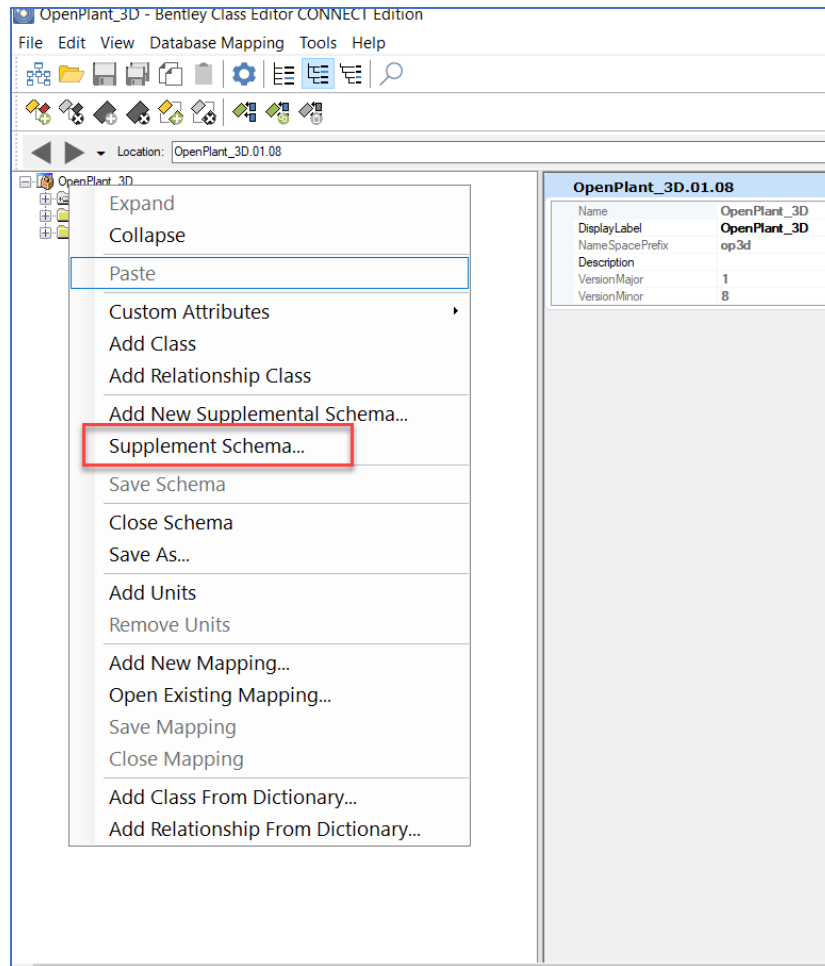 OpenPlant_3D - Bentley Class Editor CONNECT Edition
File Edit View Database Mapping Tools Help
Location: OpenPlant_3D.01.08
OpenPlant_3D
Expand
Collapse
Paste
Custom Attributes
Add Class
Add Relationship Class
Add New Supplemental Schema...
Supplement Schema...
Save Schema
Close Schema
Save As...
Add Units
Remove Units
Add New Mapping...
Open Existing Mapping...
Save Mapping
Close Mapping
Add Class From Dictionary...
Add Relationship From Dictionary...
OpenPlant_3D.01.08
Name OpenPlant_3D
DisplayLabel OpenPlant_3D
NameSpacePrefix op3d
Description
VersionMajor 1
VersionMinor 8